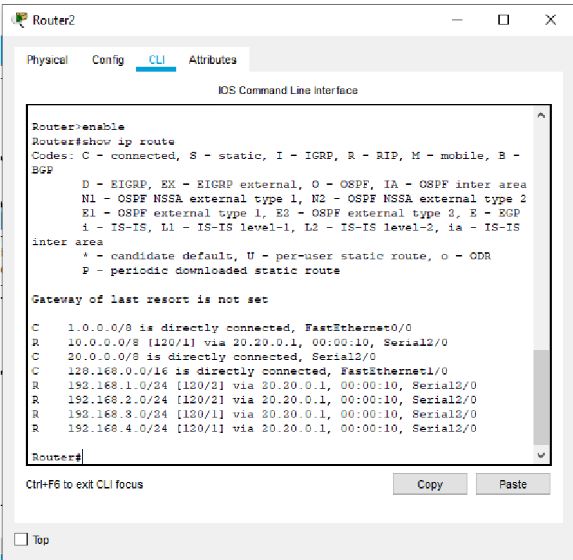 Router2
Physical Config CLI Attributes
IOS Command Line Interface
Router>enable
Router#show ip route
Codes: C - connected, S - static, I - IGRP, R - RIP, M - mobile, B -
BGP
D - EIGRP, EX - EIGRP external, O - OSPF, IA - OSPF inter area
N1 - OSPF NSSA external type 1, N2 - OSPF NSSA external type 2
E1 - OSPF external type 1, E2 - OSPF external type 2, E - EGP
i - IS-IS, L1 - IS-IS level-1, L2 - IS-IS level-2, ia - IS-IS
inter area
* - candidate default, U - per-user static route, o - ODR
P - periodic downloaded static route
Gateway of last resort is not set
C 1.0.0.0/8 is directly connected, FastEthernet0/0
R 10.0.0.0/8 [120/1] via 20.20.0.1, 00:00:10, Serial2/0
C 20.0.0.0/8 is directly connected, Serial2/0
C 128.168.0.0/16 is directly connected, FastEthernet1/0
R 192.168.1.0/24 [120/2] via 20.20.0.1, 00:00:10, Serial2/0
R 192.168.2.0/24 [120/2] via 20.20.0.1, 00:00:10, Serial2/0
R 192.168.3.0/24 [120/1] via 20.20.0.1, 00:00:10, Serial2/0
R 192.168.4.0/24 [120/1] via 20.20.0.1, 00:00:10, Serial2/0
Router#
Ctrl+F6 to exit CLI focus
Copy Paste
Top